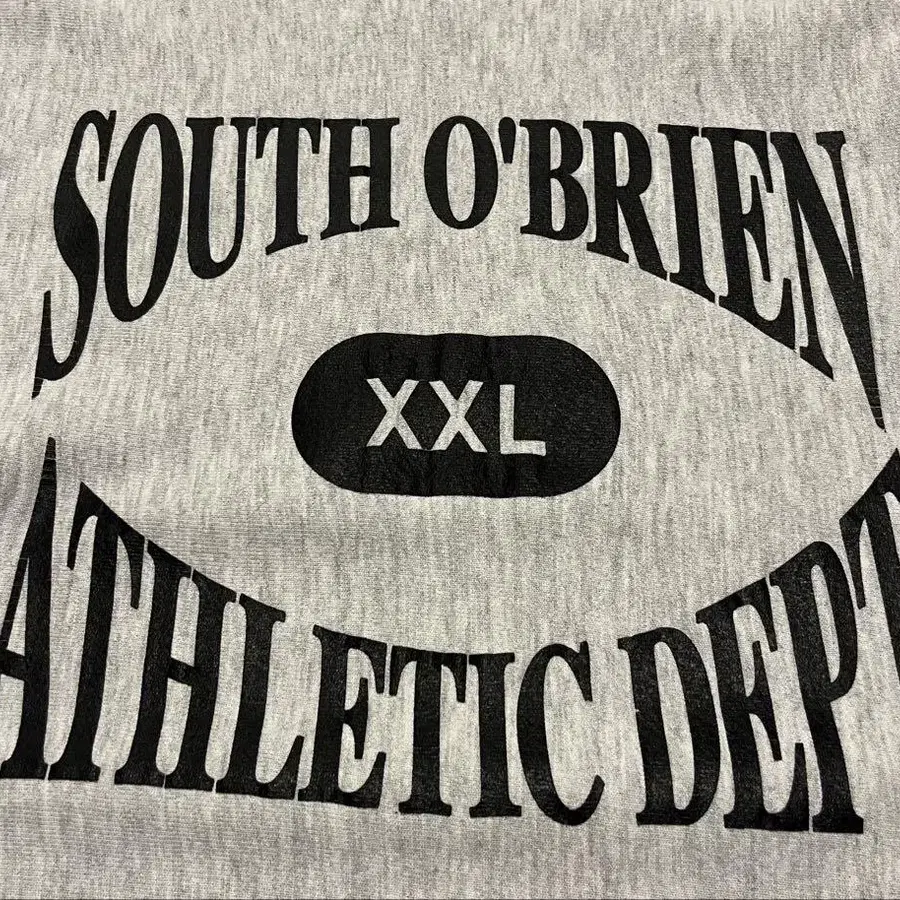 SOUTH O'BRIEN
XXL
ATHLETIC DEPT